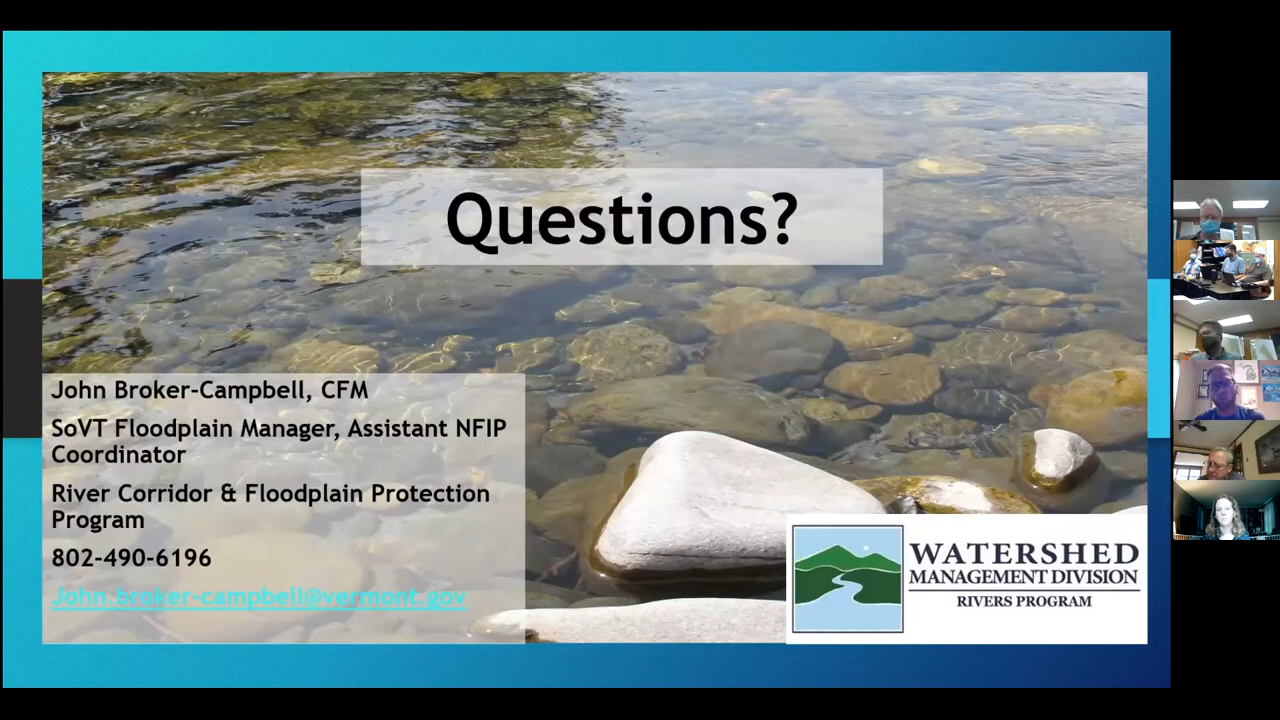 Questions?
John Broker-Campbell, CFM
SoVT Floodplain Manager, Assistant NFIP
Coordinator
River Corridor & Floodplain Protection
Program
802-490-6196
John.broker-campbell@vermont.gov
WATERSHED
MANAGEMENT DIVISION
RIVERS PROGRAM